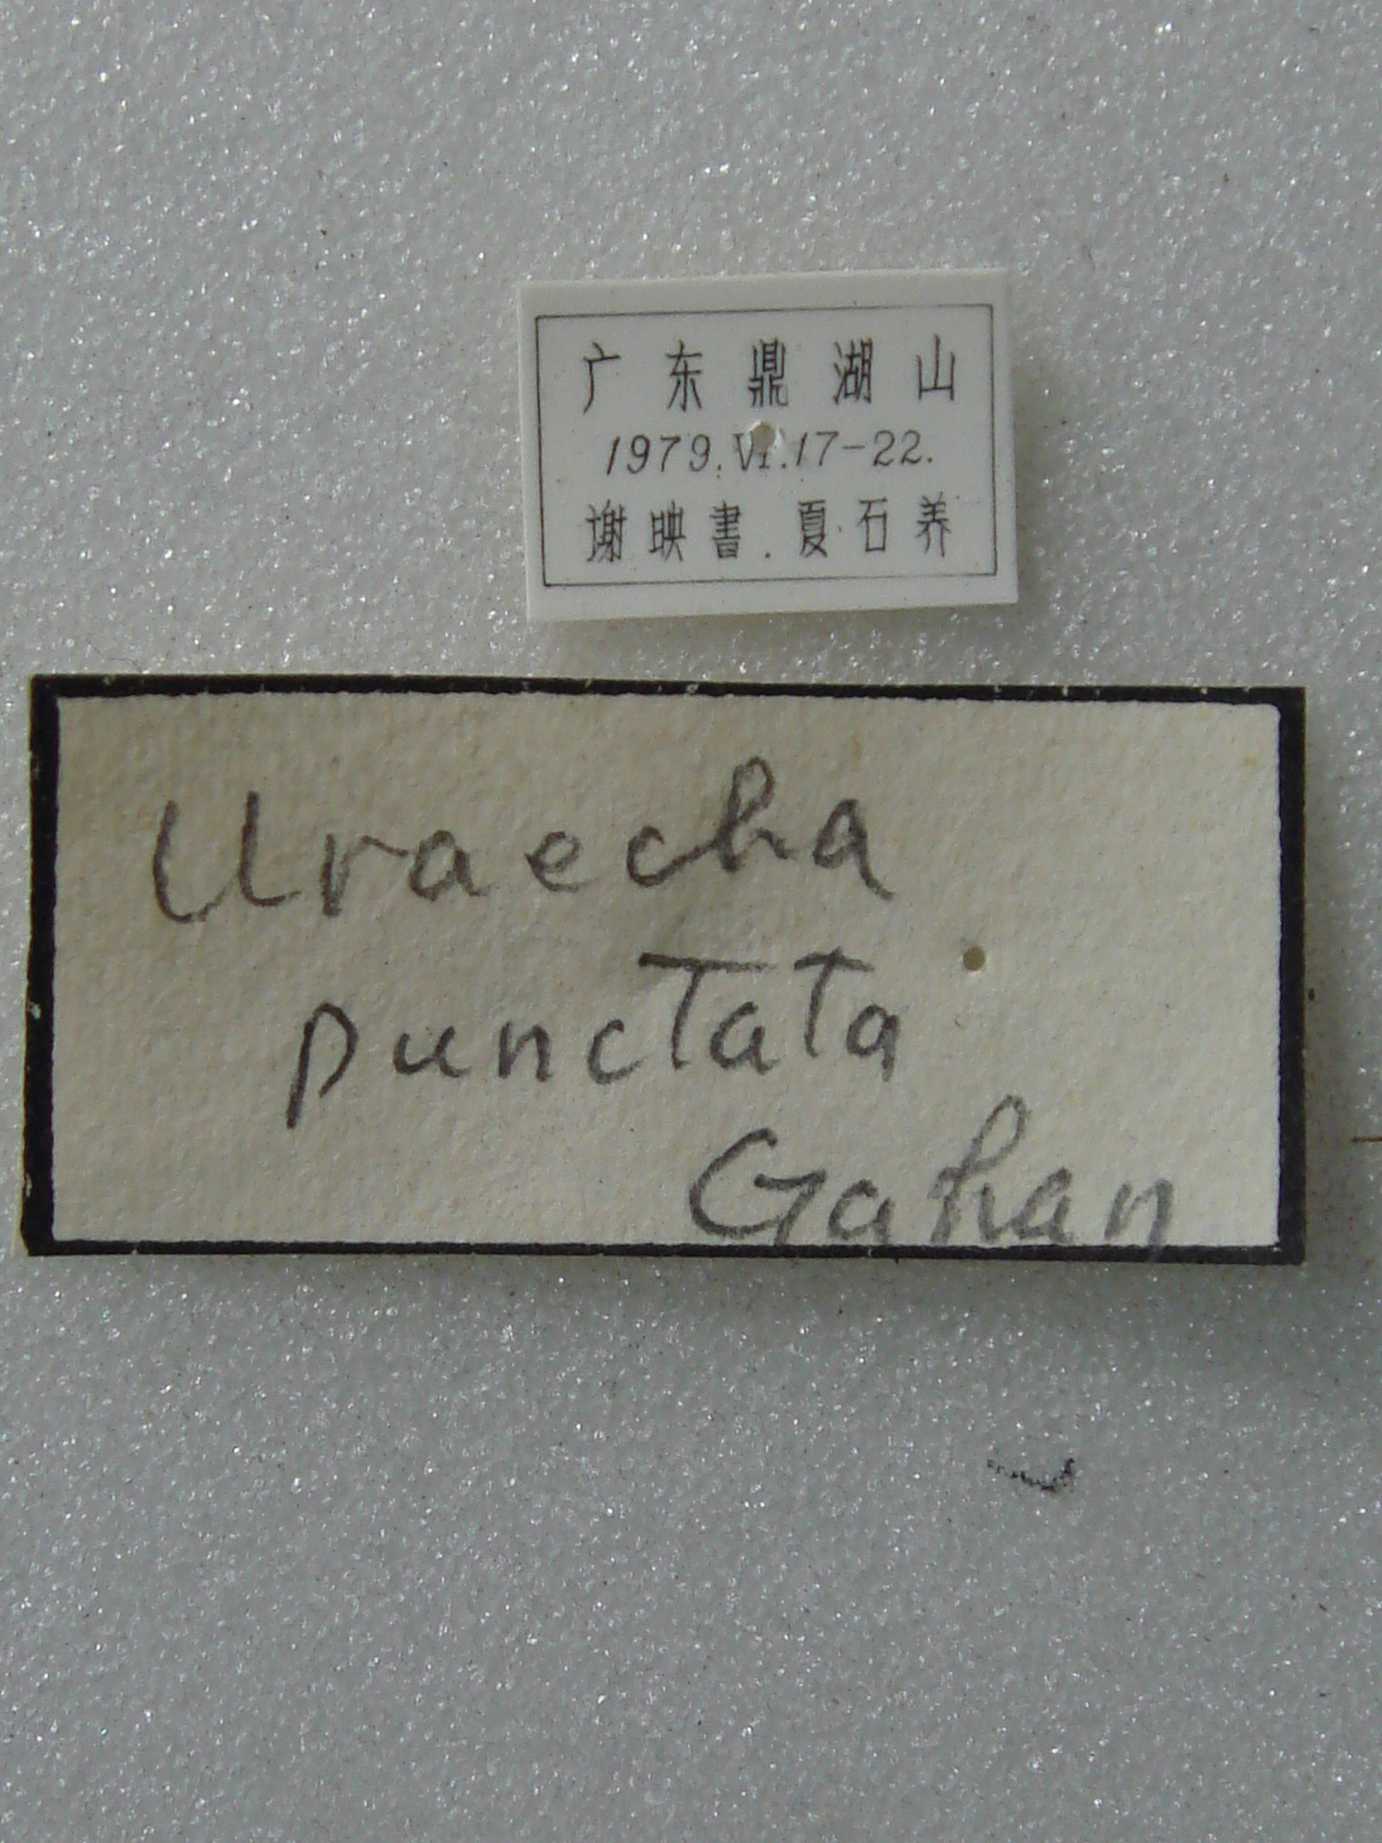 广东鼎湖山
1979.VI.17-22.
谢映書.夏石养
Uraecha
punctata
Gahan